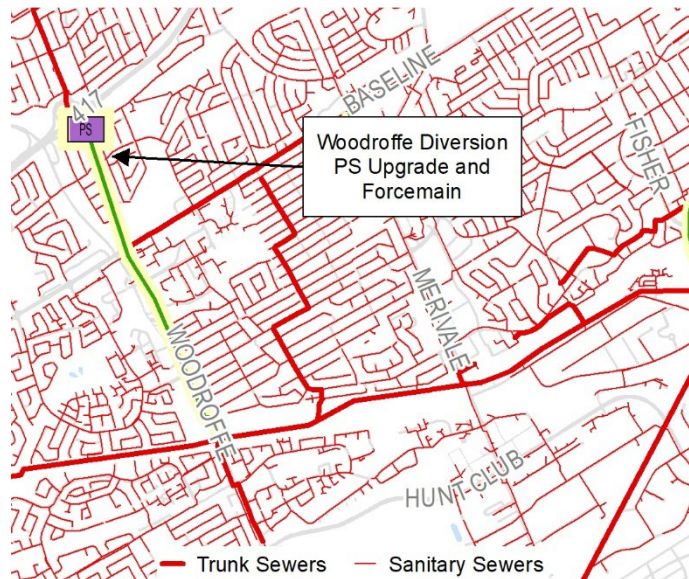 417
PS
BASELINE
Woodroffe Diversion
PS Upgrade and
Forcemain
FISHER
MERIVALE
WOODROFFE
HUNT CLUB
Trunk Sewers
Sanitary Sewers